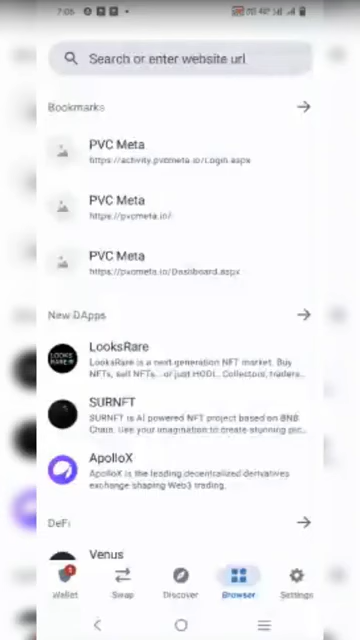 7:05
Search or enter website url
Bookmarks
PVC Meta
https://activity.pvcmeta.io/Login.aspx
PVC Meta
https://pvcmeta.io/
PVC Meta
https://pvcmeta.io/Dashboard.aspx
New DApps
LOOKS
RARE
LooksRare
LooksRare is a next generation NFT market. Buy
NFTs, sell NFTs... or just HODL. Collectors, traders...
SURNFT
SURNFT is AI powered NFT project based on BNB
Chain. Use your imagination to create stunning pic...
ApolloX
ApolloX is the leading decentralized derivatives
exchange shaping Web3 trading.
DeFi
Venus
1
Wallet
Swap
Discover
Browser
Settings